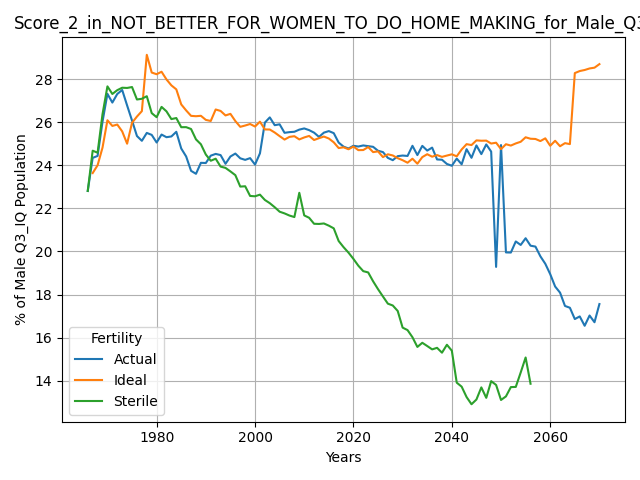 Score_2_in_NOT_BETTER_FOR_WOMEN_TO_DO_HOME_MAKING_for_Male_Q3
% of Male Q3_IQ Population
28
26
24
22
20
18
16
14
Fertility
Actual
Ideal
Sterile
1980
2000
2020
2040
2060
Years